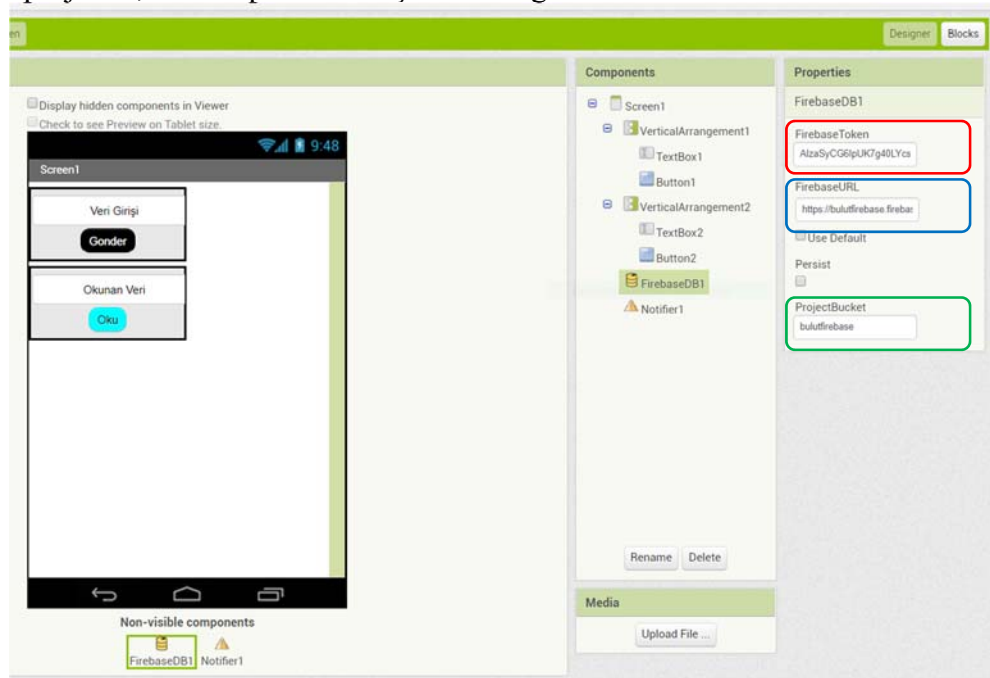 en
Designer
Blocks
Display hidden components in Viewer
Check to see Preview on Tablet size.
9:48
Screen1
Veri Girişi
Gonder
Okunan Veri
Oku
Non-visible components
FirebaseDB1
Notifier1
Components
Screen1
VerticalArrangement1
TextBox1
Button1
VerticalArrangement2
TextBox2
Button2
FirebaseDB1
Notifier1
Rename
Delete
Media
Upload File ...
Properties
FirebaseDB1
FirebaseToken
AIzaSyCG6IpUK7g40LYcs
FirebaseURL
https://bulutfirebase.firebas
Use Default
Persist
ProjectBucket
bulutfirebase